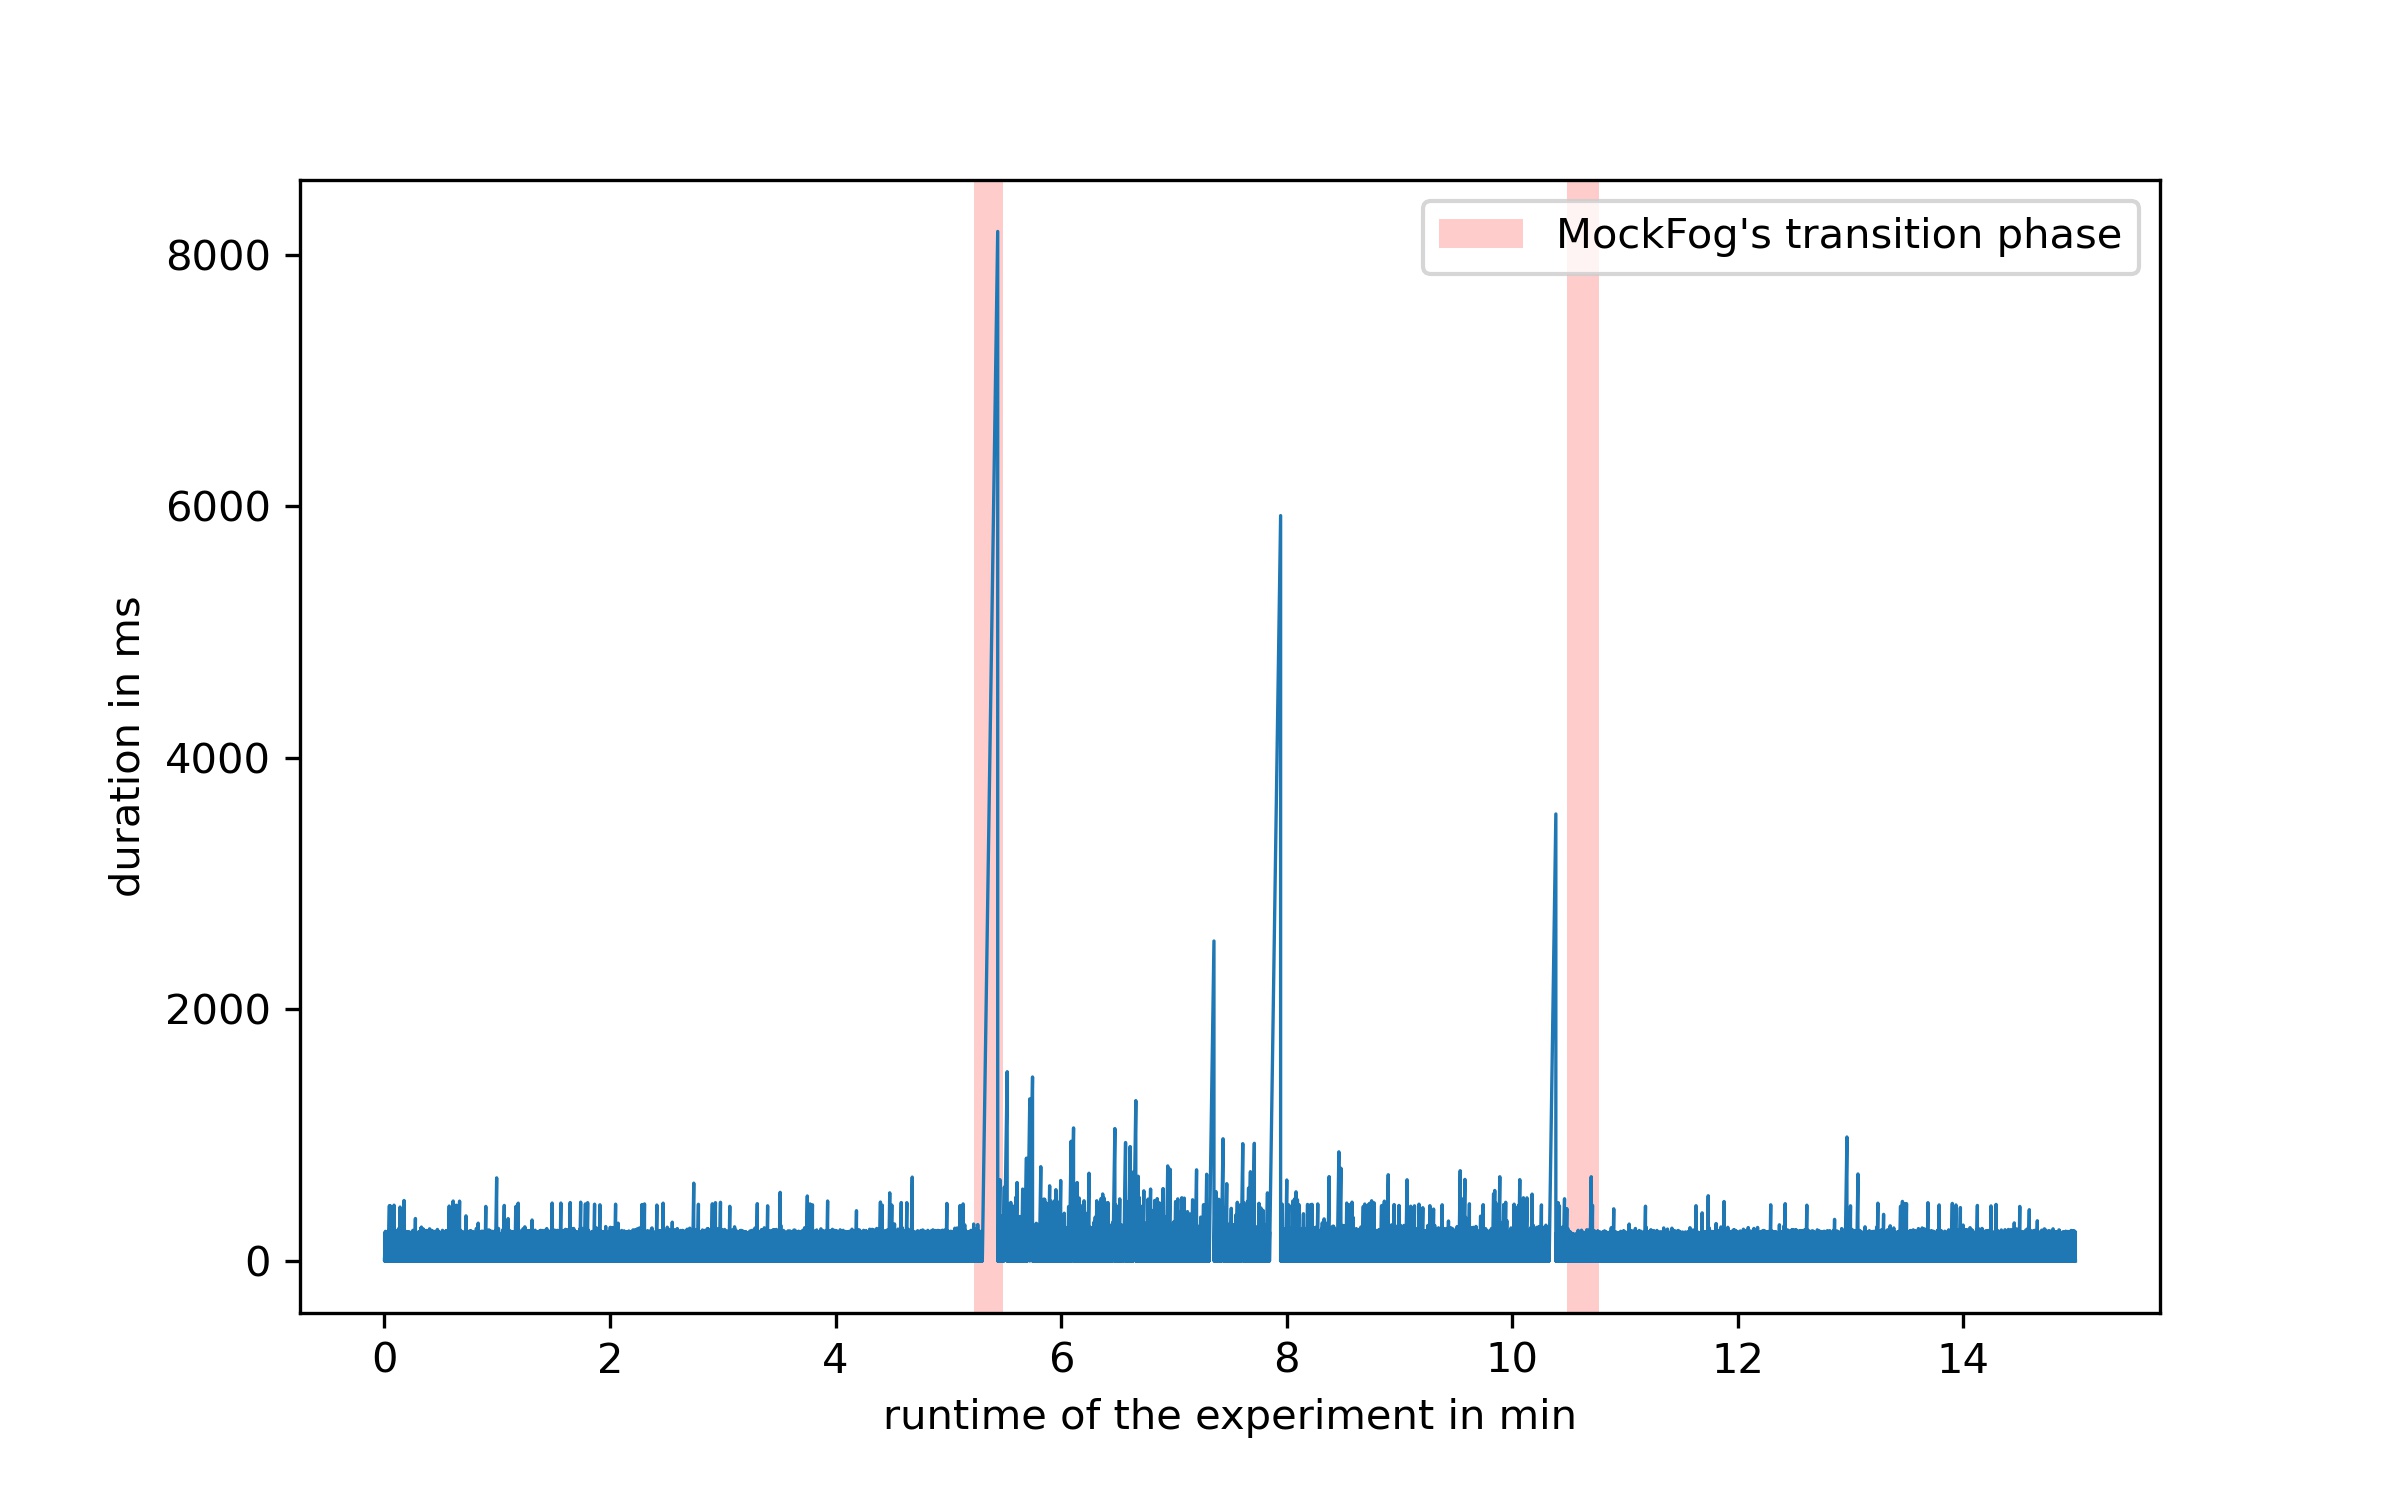 MockFog's transition phase
8000
6000
4000
2000
0
duration in ms
0 2 4 6 8 10 12 14
runtime of the experiment in min